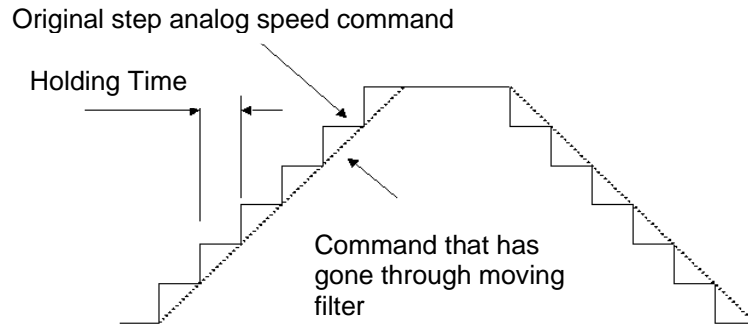 Original step analog speed command
Holding Time
Command that has
gone through moving
filter